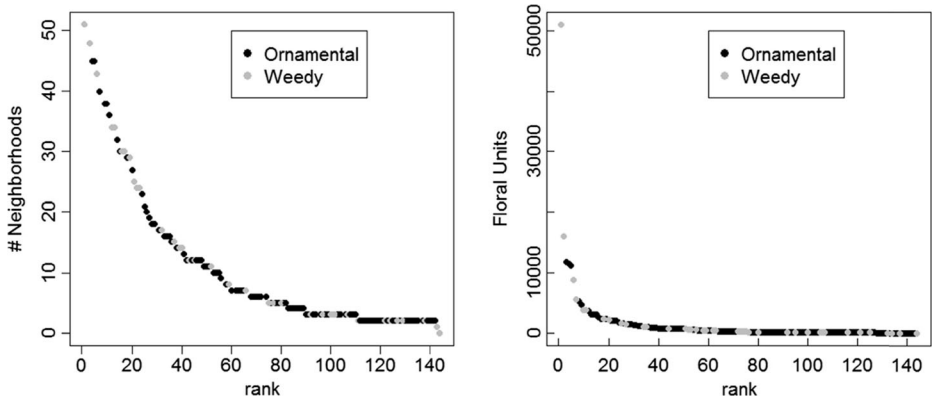 50
40
30
20
10
0
# Neighborhoods
Ornamental
Weedy
0 20 40 60 80 100 120 140
rank
50000
30000
10000
0
Floral Units
Ornamental
Weedy
0 20 40 60 80 100 120 140
rank